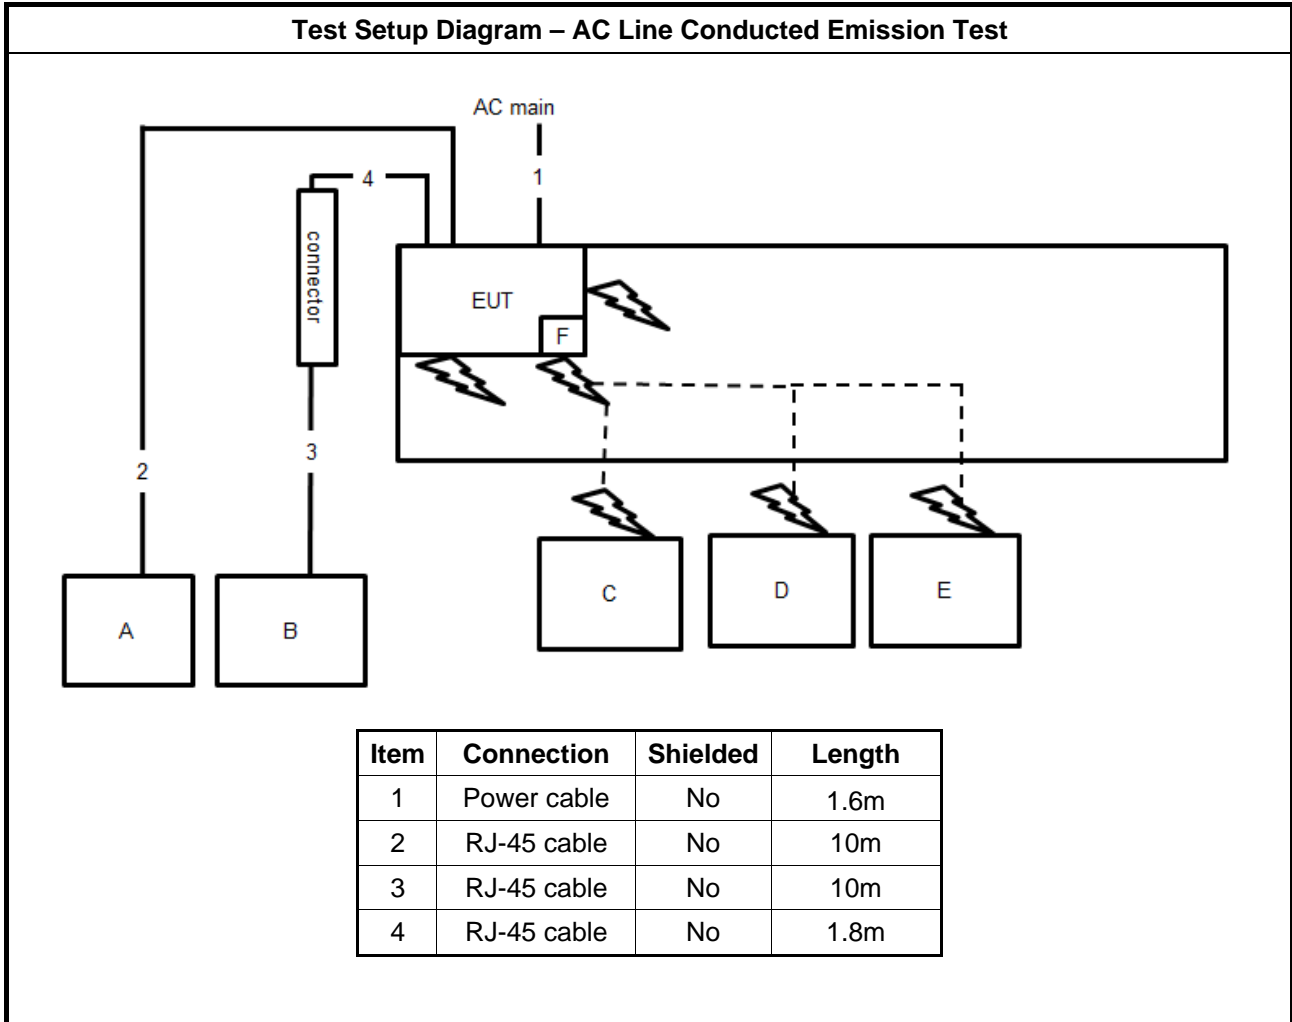 Test Setup Diagram – AC Line Conducted Emission Test
AC main
4
1
connector
EUT
F
3
2
C
D
E
A
B
Item Connection Shielded Length
1 Power cable No 1.6m
2 RJ-45 cable No 10m
3 RJ-45 cable No 10m
4 RJ-45 cable No 1.8m